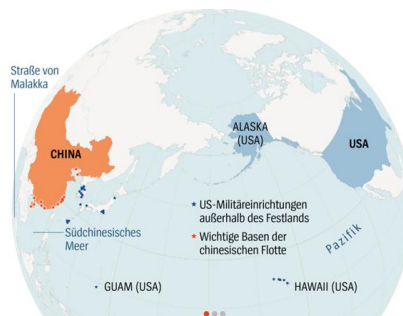 Straße von
Malakka
CHINA
ALASKA
(USA)
USA
US-Militäreinrichtungen
außerhalb des Festlands
Wichtige Basen der
chinesischen Flotte
Südchinesisches
Meer
Pazifik
GUAM (USA)
HAWAII (USA)